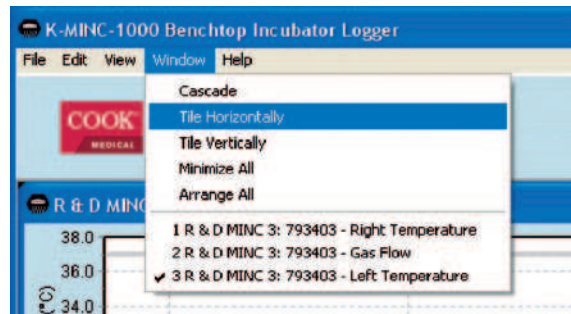 K-MINC-1000 Benchtop Incubator Logger
File Edit View Window Help
Cascade
COOK
Tile Horizontally
MEDICAL
Tile Vertically
Minimize All
Arrange All
R & D MINC
1 R & D MINC 3: 793403 - Right Temperature
38.0
2 R & D MINC 3: 793403 - Gas Flow
36.0
✔ 3 R & D MINC 3: 793403 - Left Temperature
(°C)
34.0